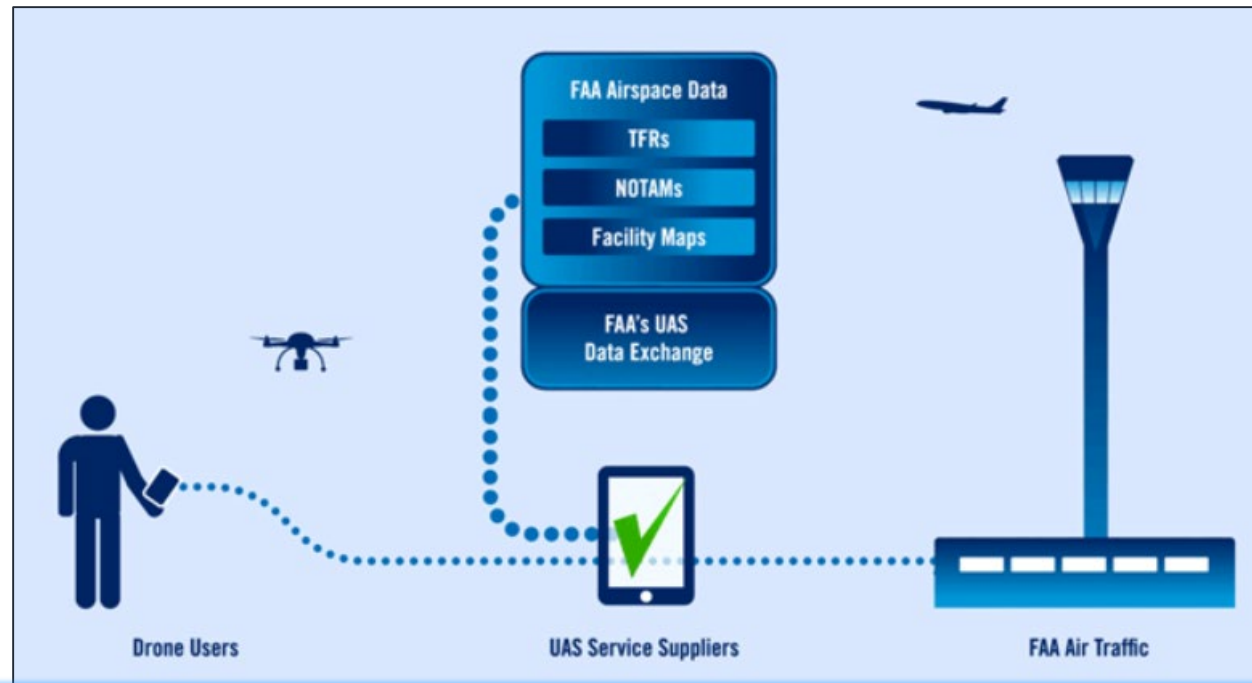 FAA Airspace Data
TFRs
NOTAMs
Facility Maps
FAA's UAS
Data Exchange
Drone Users
UAS Service Suppliers
FAA Air Traffic